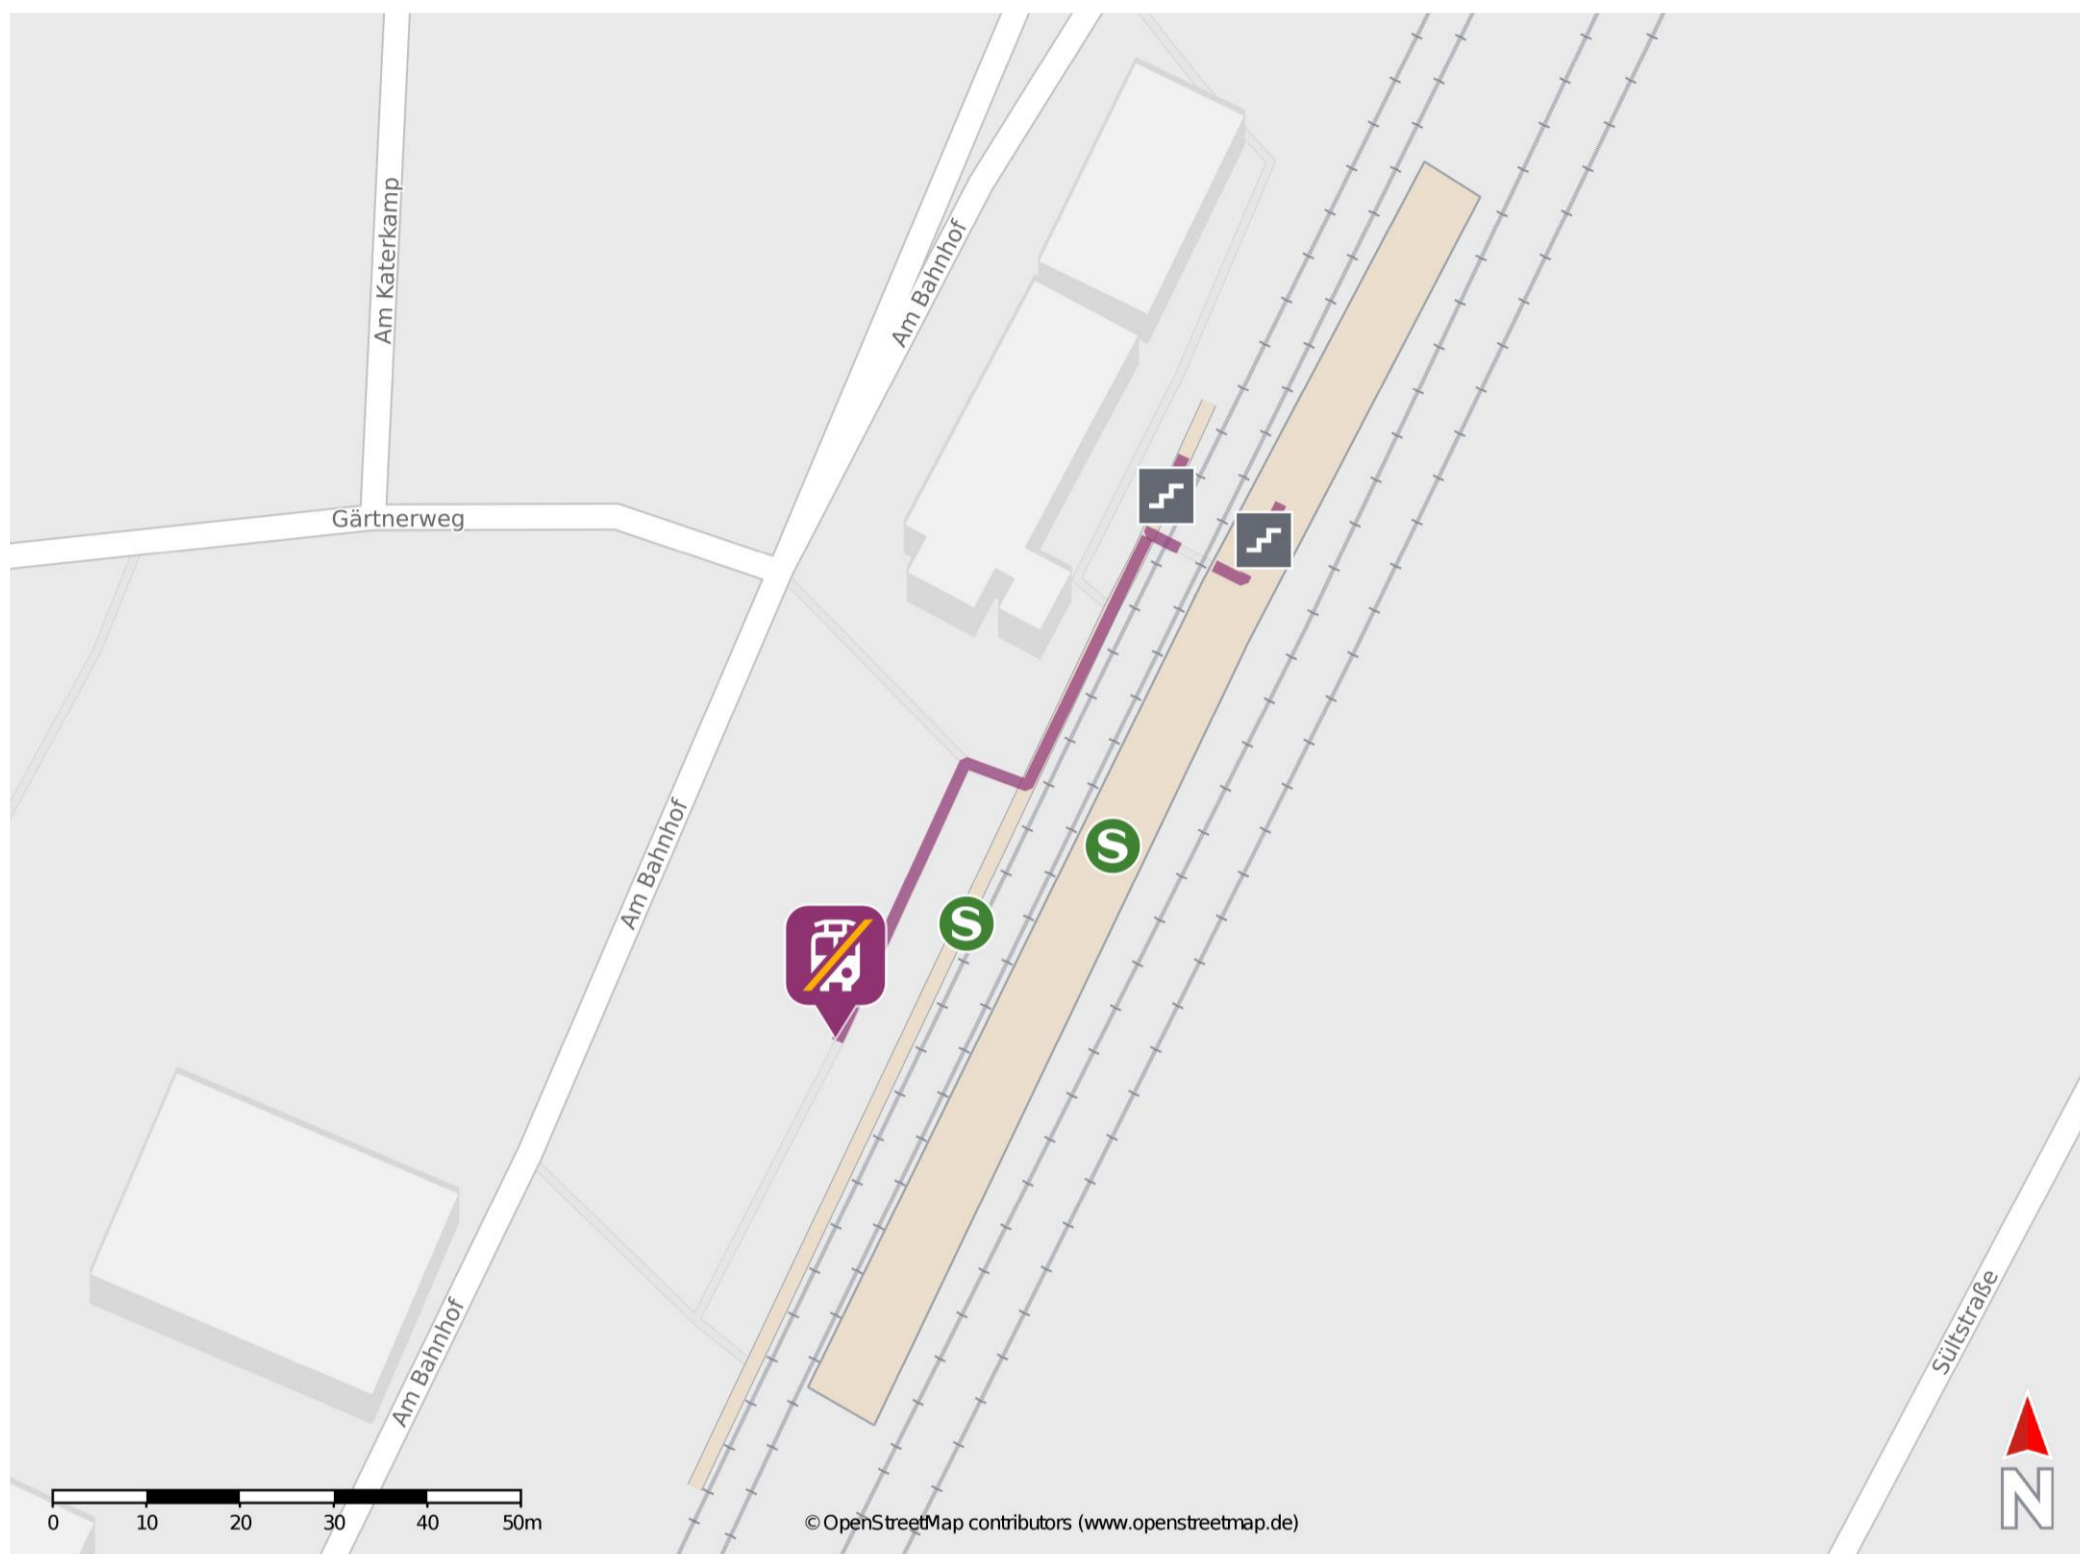 Am Katerkamp
Am Bahnhof
Gärtnerweg
S
Am Bahnhof
S
Am Bahnhof
Sültstraße
N
0 10 20 30 40 50m
© OpenStreetMap contributors (www.openstreetmap.de)